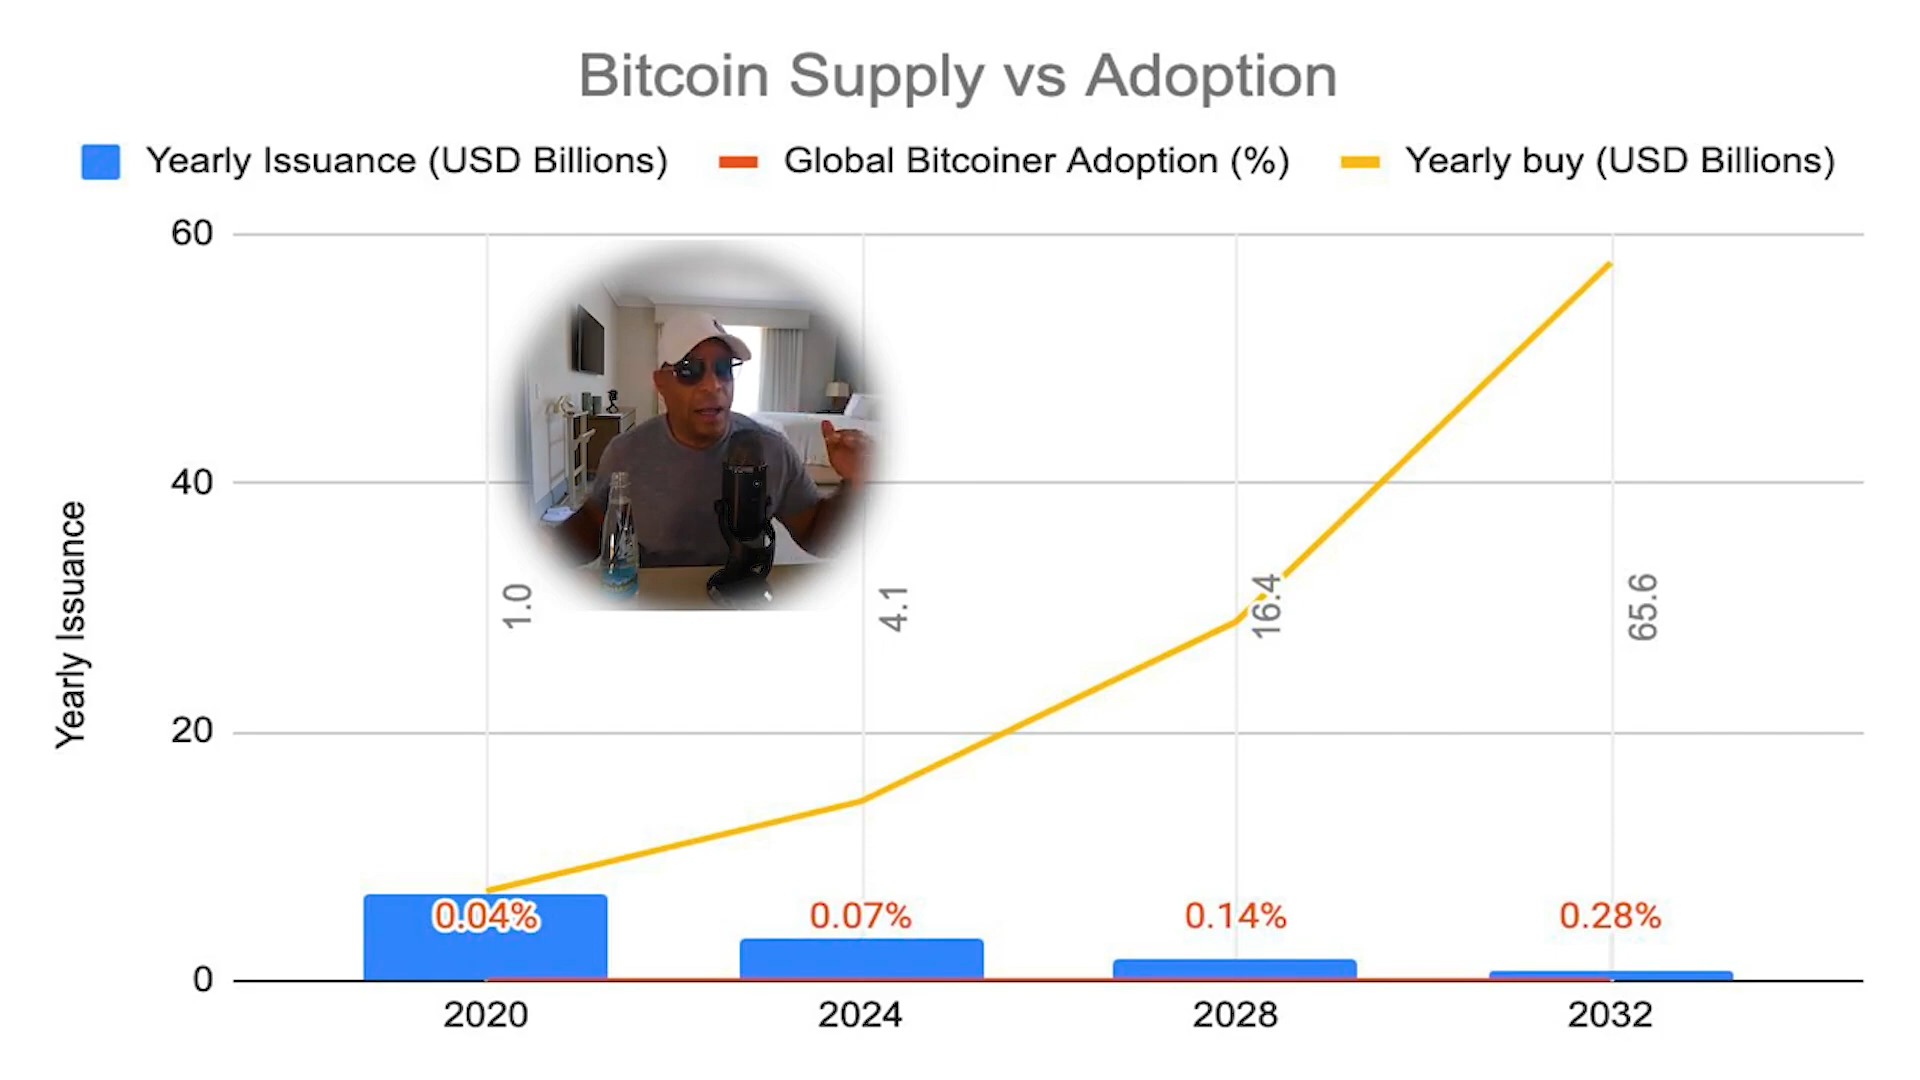 Bitcoin Supply vs Adoption
Yearly Issuance (USD Billions) Global Bitcoiner Adoption (%) Yearly buy (USD Billions)
60
40
20
0
Yearly Issuance
1.0 4.1 16.4 65.6
0.04% 0.07% 0.14% 0.28%
2020 2024 2028 2032